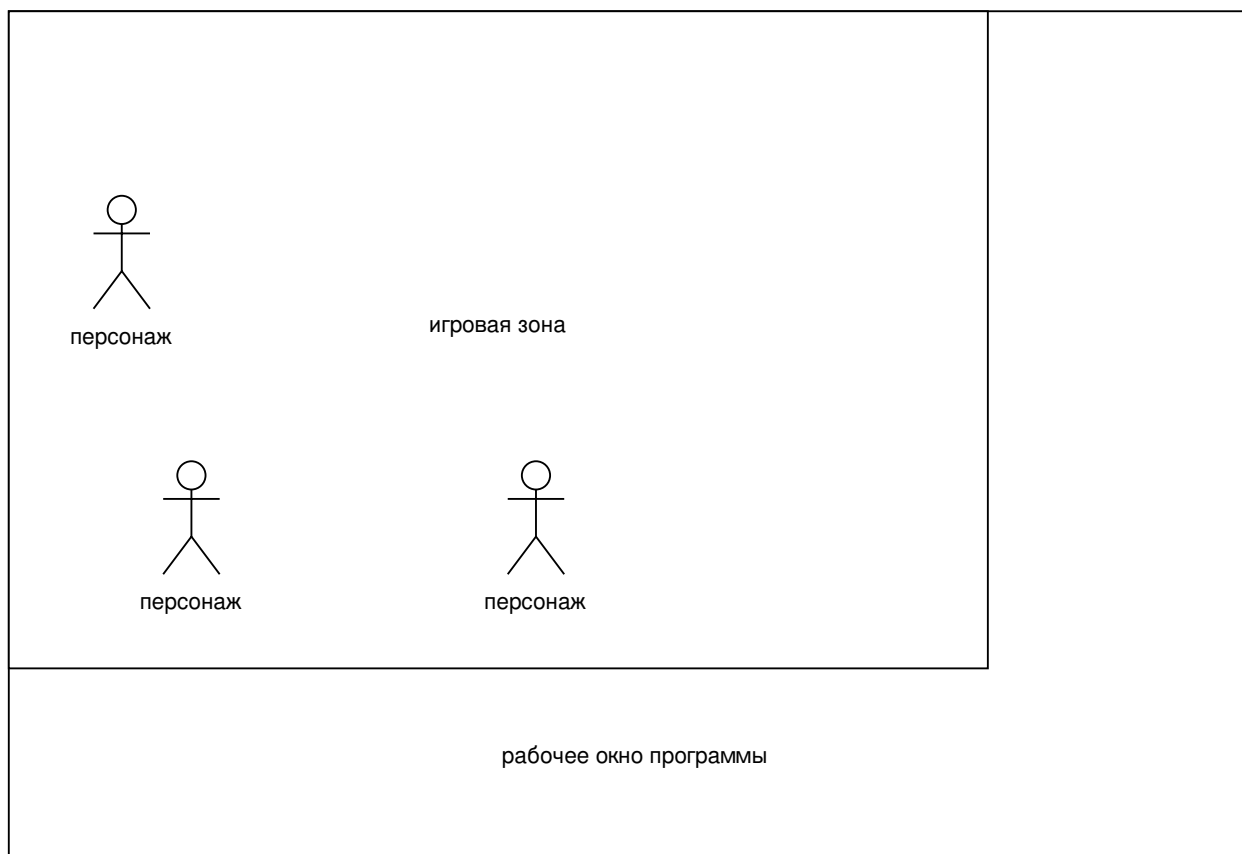 игровая зона
персонаж
персонаж
персонаж
рабочее окно программы